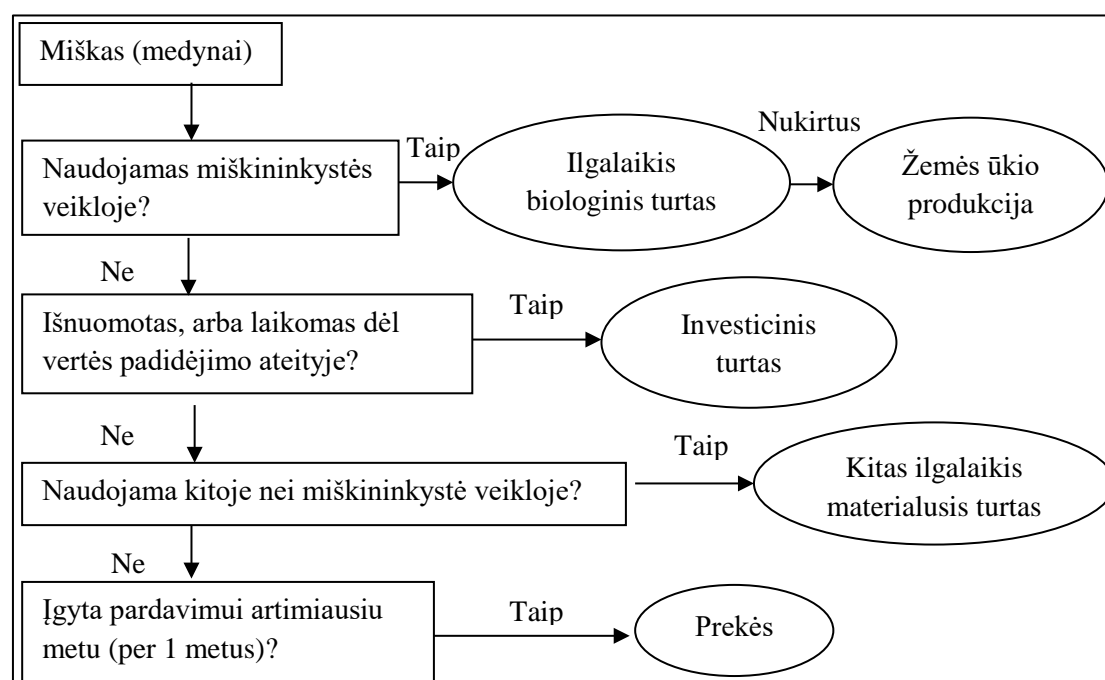 Miškas (medynai)
Naudojamas miškininkystės
veikloje?
Taip
Ilgalaikis
biologinis turtas
Nukirtus
Žemės ūkio
produkcija
Ne
Išnuomotas, arba laikomas dėl
vertės padidėjimo ateityje?
Taip
Investicinis
turtas
Ne
Naudojama kitoje nei miškininkystė veikloje?
Taip
Kitas ilgalaikis
materialusis turtas
Ne
Įgyta pardavimui artimiausiu
metu (per 1 metus)?
Taip
Prekės